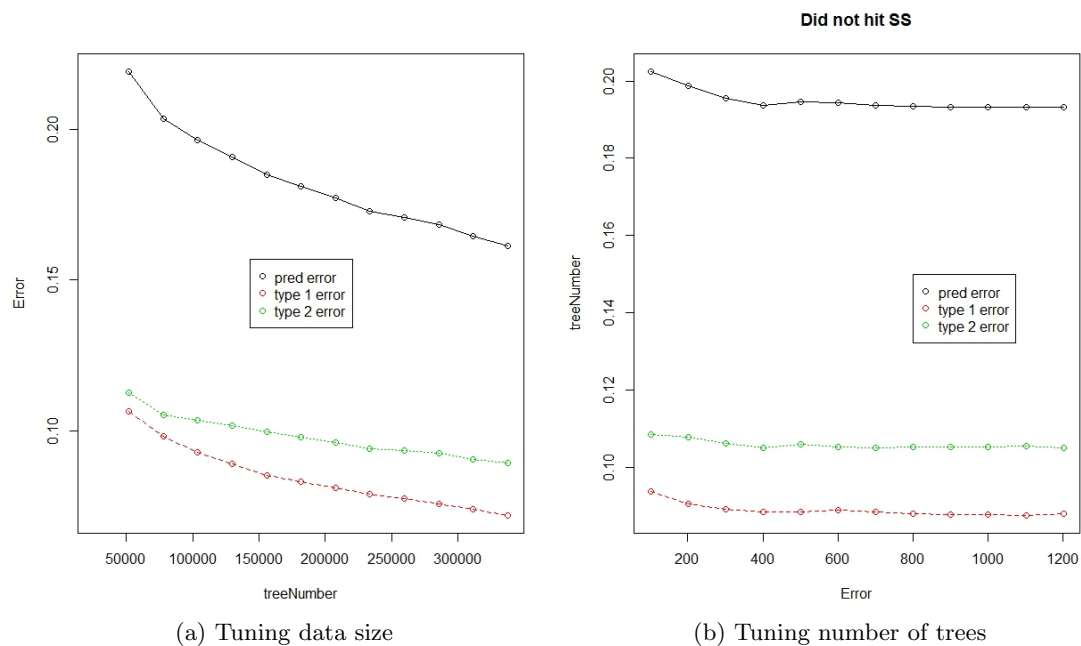 Error
0.20
0.15
0.10
pred error
type 1 error
type 2 error
50000 100000 150000 200000 250000 300000
treeNumber
(a) Tuning data size
Did not hit SS
treeNumber
0.20
0.18
0.16
0.14
0.12
0.10
pred error
type 1 error
type 2 error
200 400 600 800 1000 1200
Error
(b) Tuning number of trees